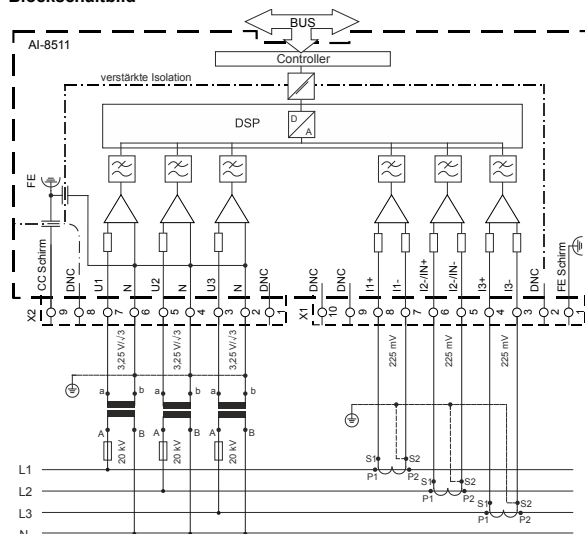 Blockschaltbild
BUS
AI-8511
Controller
verstärkte Isolation
DSP
D
A
FE
CC Schirm
DNC
U1
N
U2
N
U3
N
DNC
DNC
DNC
I1+
I1-
I2-/IN+
I2-/IN-
I3+
I3-
DNC
FE Schirm
X2
9
8
7
6
5
4
3
2
1
X1
10
9
8
7
6
5
4
3
2
1
3,25 V/√3
3,25 V/√3
3,25 V/√3
225 mV
225 mV
225 mV
a
b
a
b
a
b
A
B
A
B
A
B
20 kV
20 kV
20 kV
S1
S2
L1
P1
P2
S1
S2
L2
P1
P2
S1
S2
L3
P1
P2
N